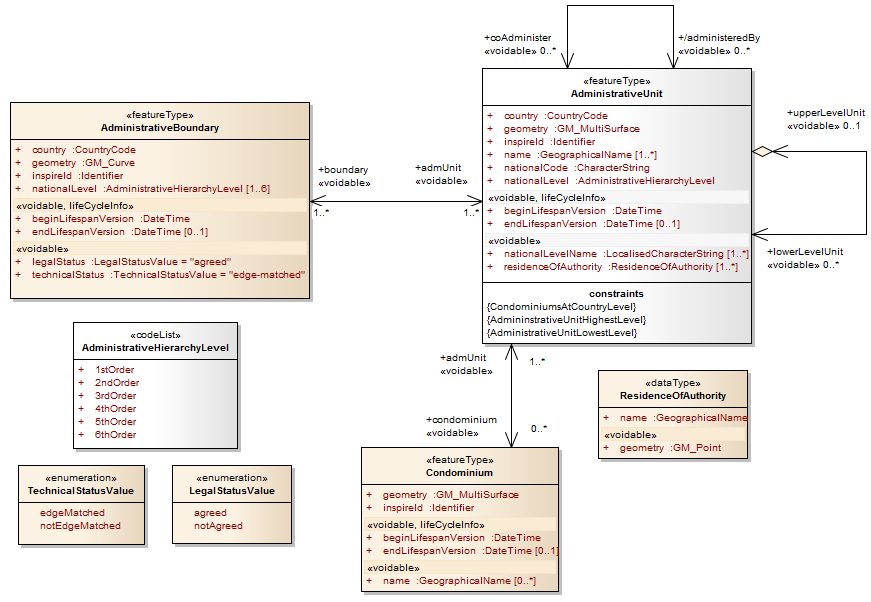 +coAdminister
«voidable» 0..*
+/administeredBy
«voidable» 0..*
«featureType»
AdministrativeUnit
+ country :CountryCode
+ geometry :GM_MultiSurface
+ inspireId :Identifier
+ name :GeographicalName [1..*]
+ nationalCode :CharacterString
+ nationalLevel :AdministrativeHierarchyLevel
«voidable, lifeCycleInfo»
+ beginLifespanVersion :DateTime
+ endLifespanVersion :DateTime [0..1]
«voidable»
+ nationalLevelName :LocalisedCharacterString [1..*]
+ residenceOfAuthority :ResidenceOfAuthority [1..*]
constraints
{CondominiumsAtCountryLevel}
{AdmininstrativeUnitHighestLevel}
{AdministrativeUnitLowestLevel}
+upperLevelUnit
«voidable» 0..1
+lowerLevelUnit
«voidable» 0..*
«featureType»
AdministrativeBoundary
+ country :CountryCode
+ geometry :GM_Curve
+ inspireId :Identifier
+ nationalLevel :AdministrativeHierarchyLevel [1..6]
«voidable, lifeCycleInfo»
+ beginLifespanVersion :DateTime
+ endLifespanVersion :DateTime [0..1]
«voidable»
+ legalStatus :LegalStatusValue = "agreed"
+ technicalStatus :TechnicalStatusValue = "edge-matched"
+boundary
«voidable»
1..*
+admUnit
«voidable»
1..*
«codeList»
AdministrativeHierarchyLevel
+ 1stOrder
+ 2ndOrder
+ 3rdOrder
+ 4thOrder
+ 5thOrder
+ 6thOrder
+admUnit
«voidable»
1..*
+condominium
«voidable»
0..*
«dataType»
ResidenceOfAuthority
+ name :GeographicalName
«voidable»
+ geometry :GM_Point
«featureType»
Condominium
+ geometry :GM_MultiSurface
+ inspireId :Identifier
«voidable, lifeCycleInfo»
+ beginLifespanVersion :DateTime
+ endLifespanVersion :DateTime [0..1]
«voidable»
+ name :GeographicalName [0..*]
«enumeration»
TechnicalStatusValue
edgeMatched
notEdgeMatched
«enumeration»
LegalStatusValue
agreed
notAgreed